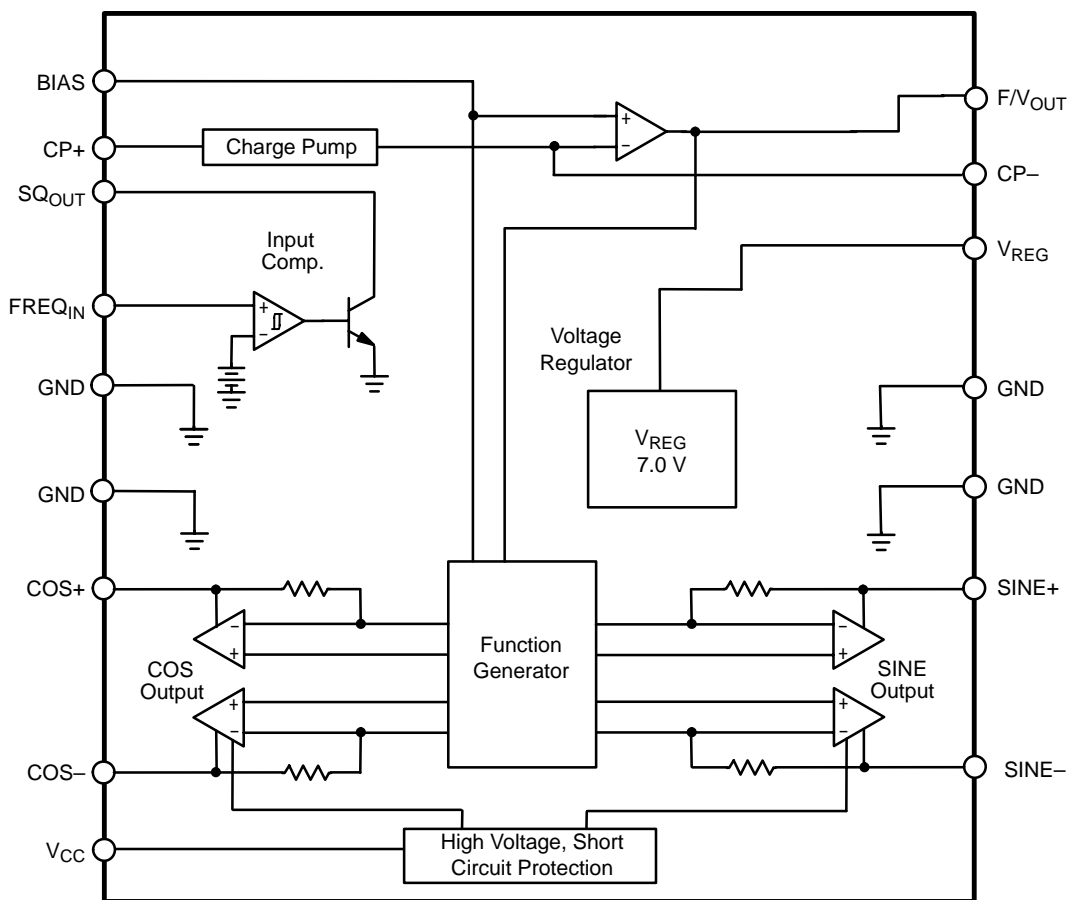 BIAS
F/VOUT
+
−
CP+
Charge Pump
CP−
SQOUT
Input
Comp.
VREG
FREQIN
+
−
Voltage
Regulator
GND
GND
VREG
7.0 V
GND
GND
COS+
SINE+
−
+
−
+
Function
Generator
COS
Output
SINE
Output
+
−
+
−
COS−
SINE−
High Voltage, Short
Circuit Protection
VCC